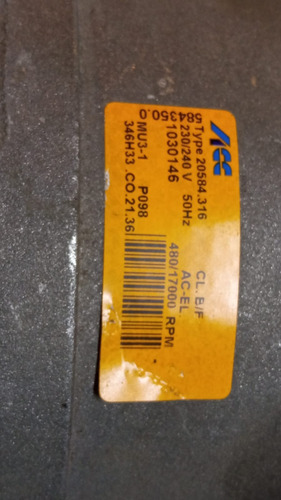 ACC
Type 20584.316 CL. B/F
230/240 V 50Hz AC-EL
1030146 480/17000 RPM
584350.0
MU3-1 P098
346H33 .CO.21.36